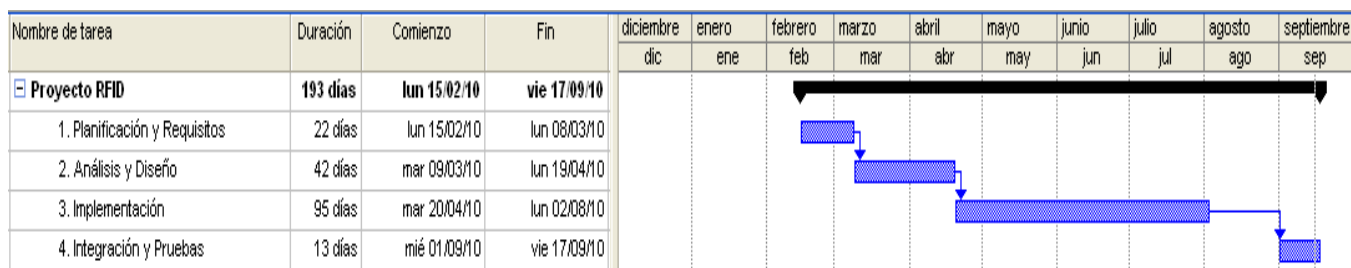 Nombre de tarea Duración Comienzo Fin diciembre enero febrero marzo abril mayo junio julio agosto septiembre
dic ene feb mar abr may jun jul ago sep
Proyecto RFID 193 días lun 15/02/10 vie 17/09/10
1. Planificación y Requisitos 22 días lun 15/02/10 lun 08/03/10
2. Análisis y Diseño 42 días mar 09/03/10 lun 19/04/10
3. Implementación 95 días mar 20/04/10 lun 02/08/10
4. Integración y Pruebas 13 días mié 01/09/10 vie 17/09/10